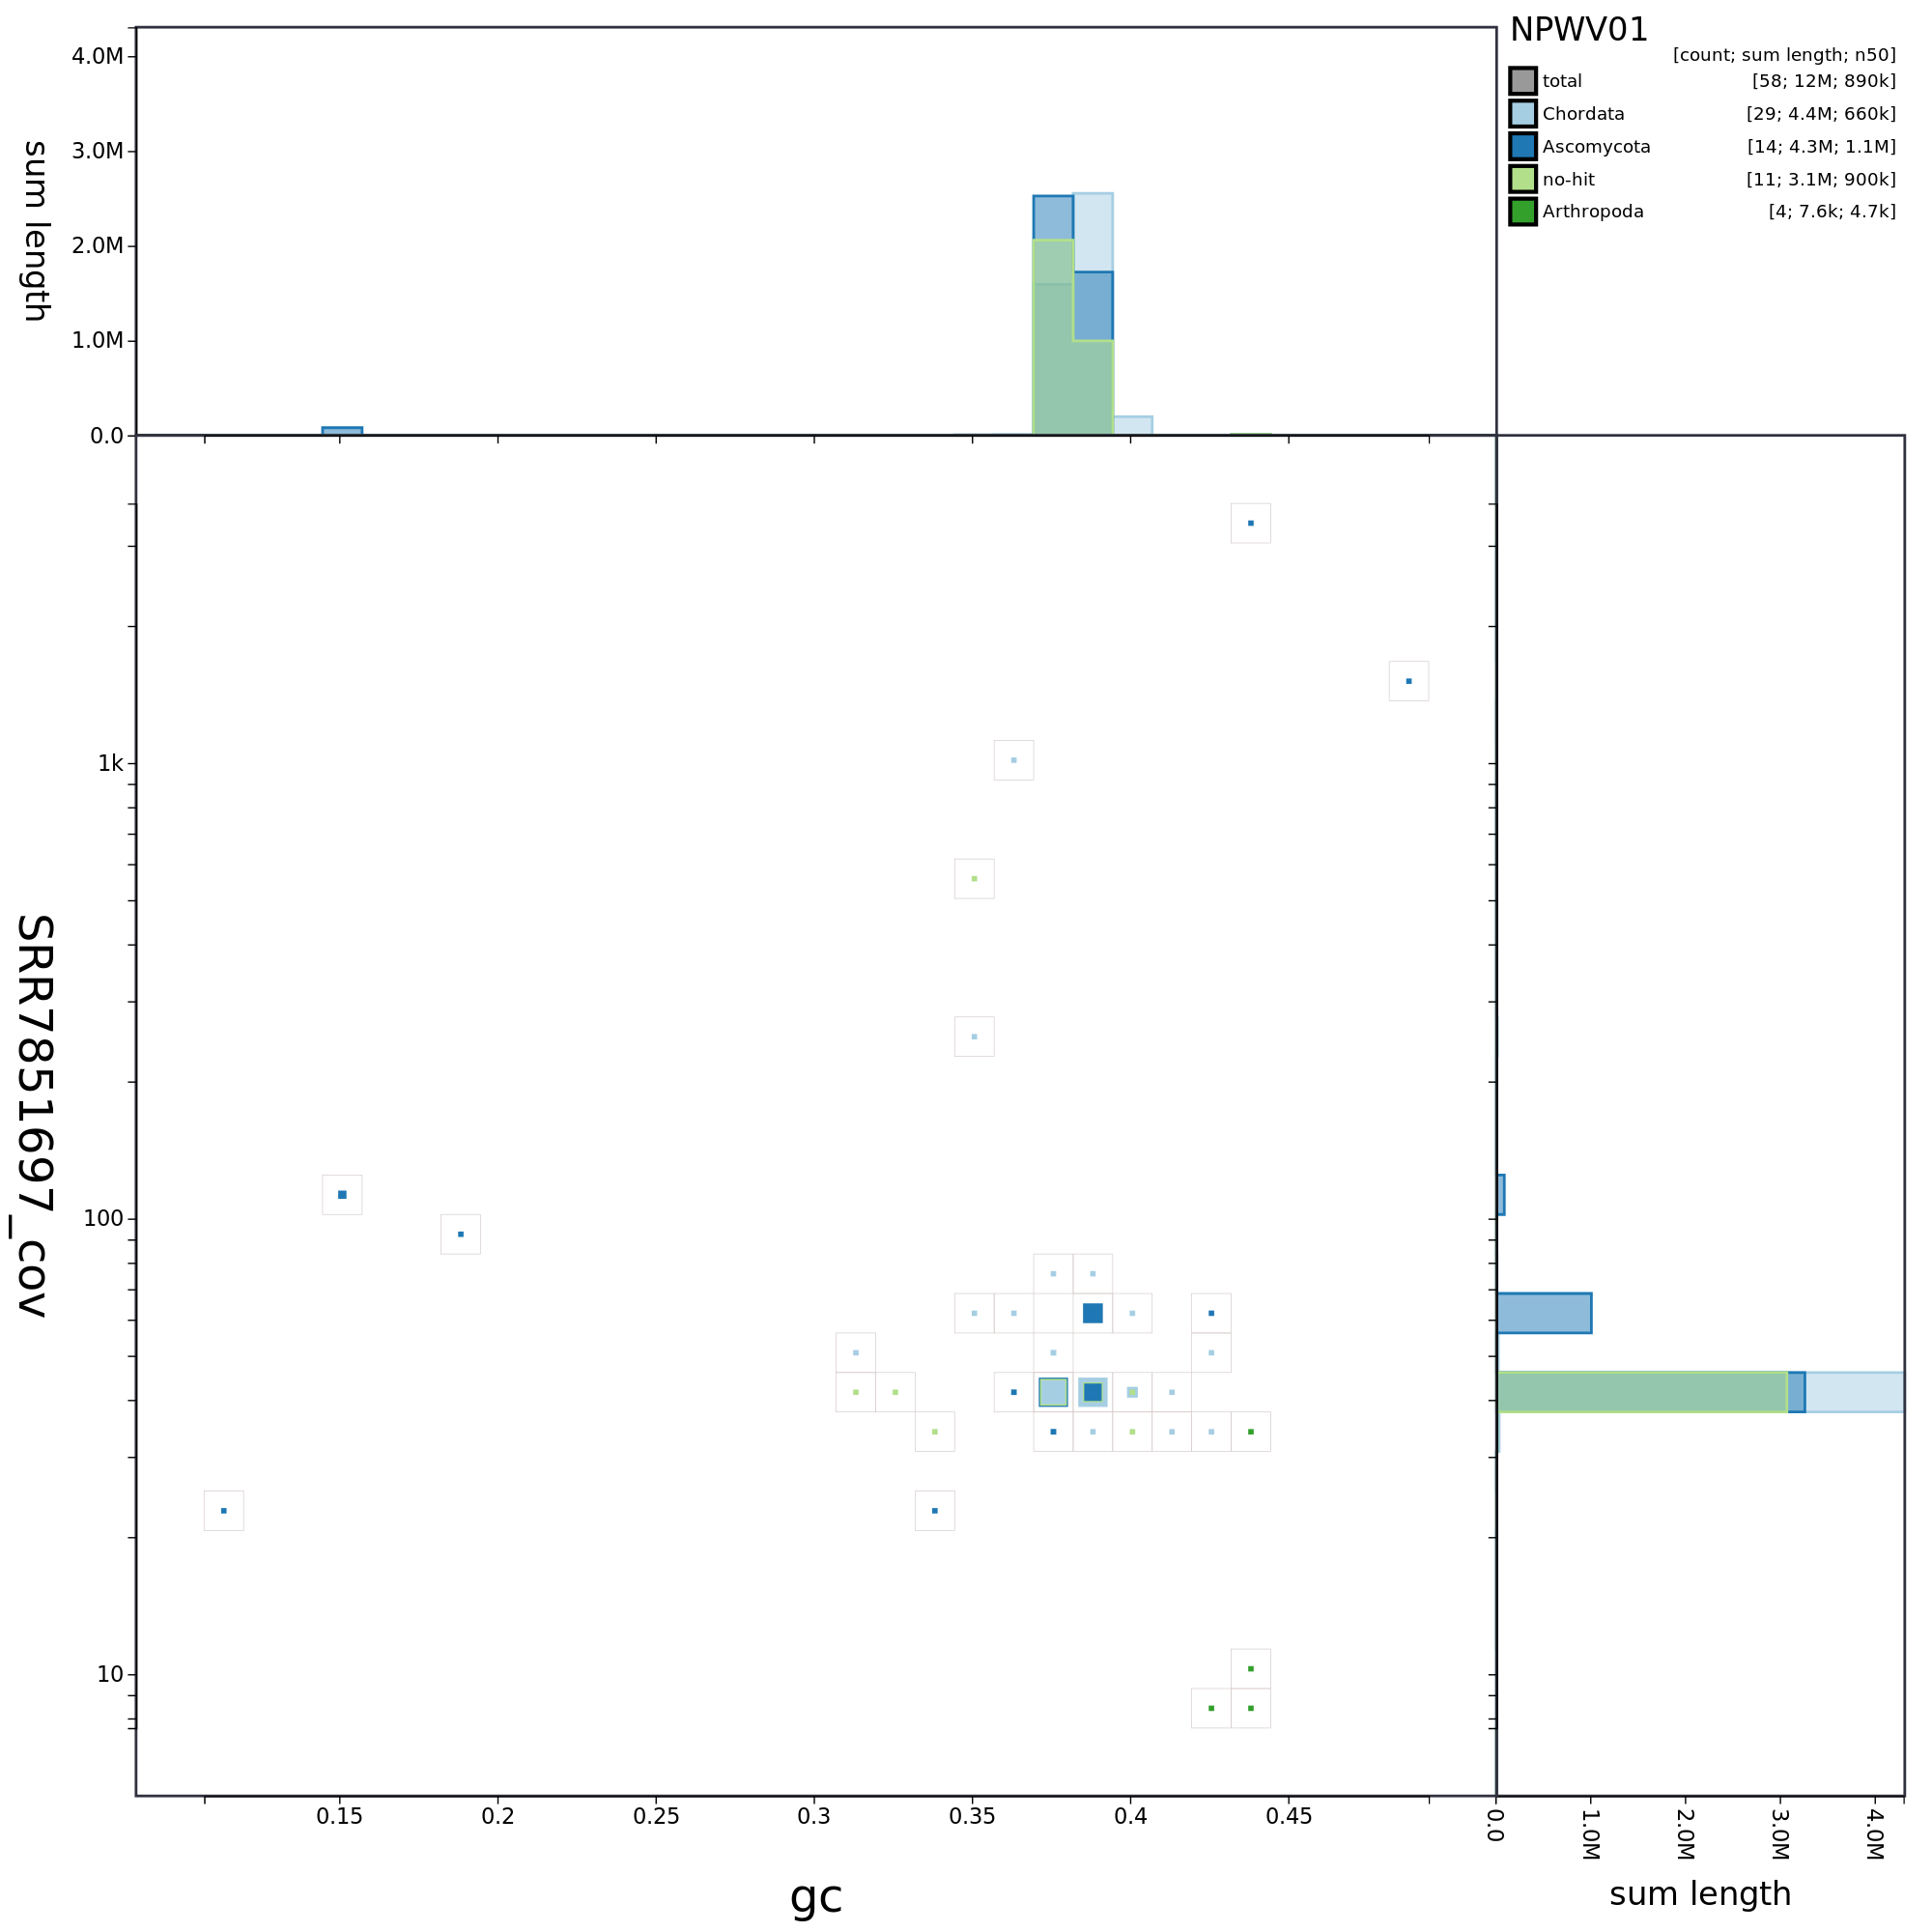 NPWV01
[count; sum length; n50]
total [58; 12M; 890k]
Chordata [29; 4.4M; 660k]
Ascomycota [14; 4.3M; 1.1M]
no-hit [11; 3.1M; 900k]
Arthropoda [4; 7.6k; 4.7k]
sum length
4.0M
3.0M
2.0M
1.0M
0.0
SRR7851697_cov
1k
100
10
0.15 0.2 0.25 0.3 0.35 0.4 0.45
gc
0.0 1.0M 2.0M 3.0M 4.0M
sum length